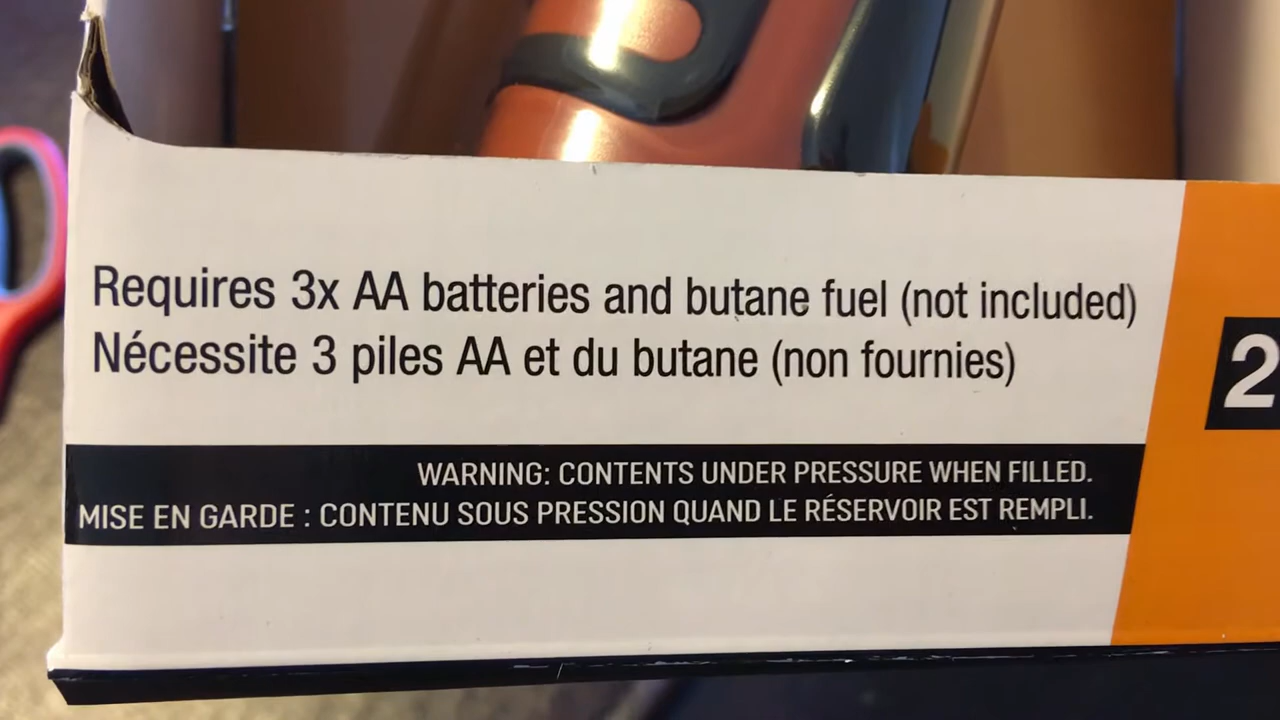 Requires 3x AA batteries and butane fuel (not included)
Nécessite 3 piles AA et du butane (non fournies)
2
WARNING: CONTENTS UNDER PRESSURE WHEN FILLED.
MISE EN GARDE : CONTENU SOUS PRESSION QUAND LE RÉSERVOIR EST REMPLI.